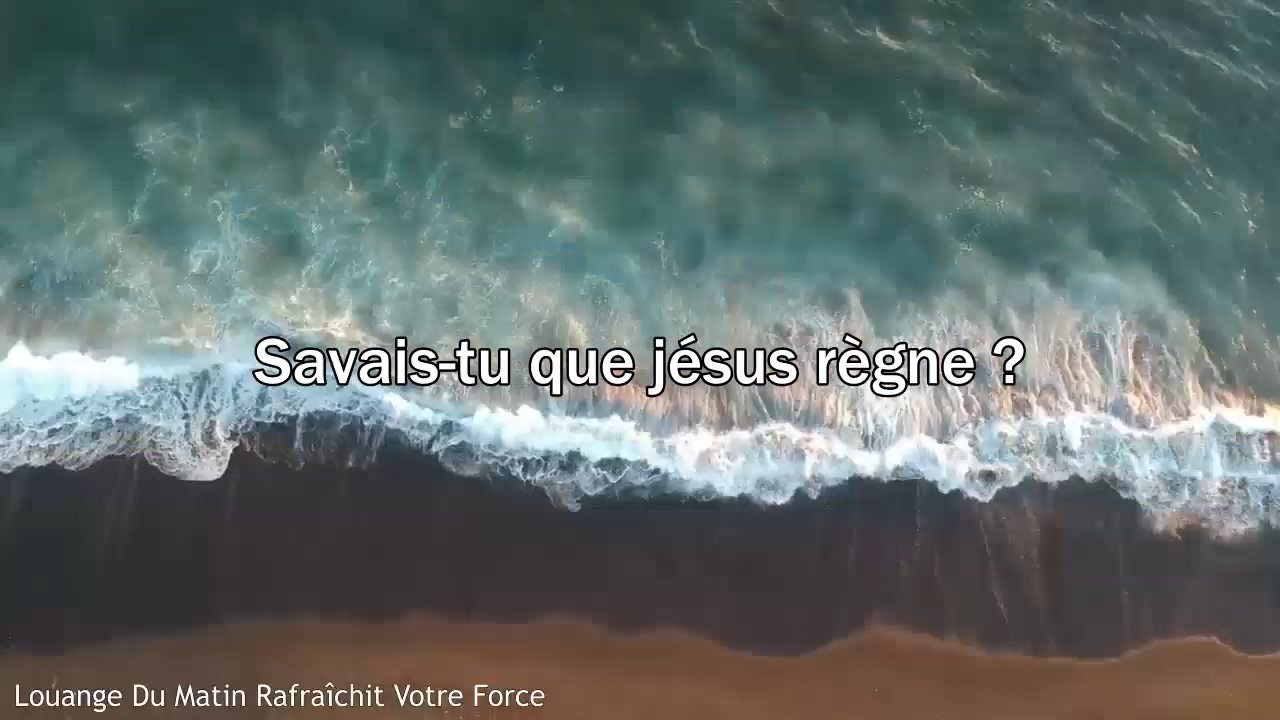 Savais-tu que jésus règne ?
Louange Du Matin Rafraîchit Votre Force